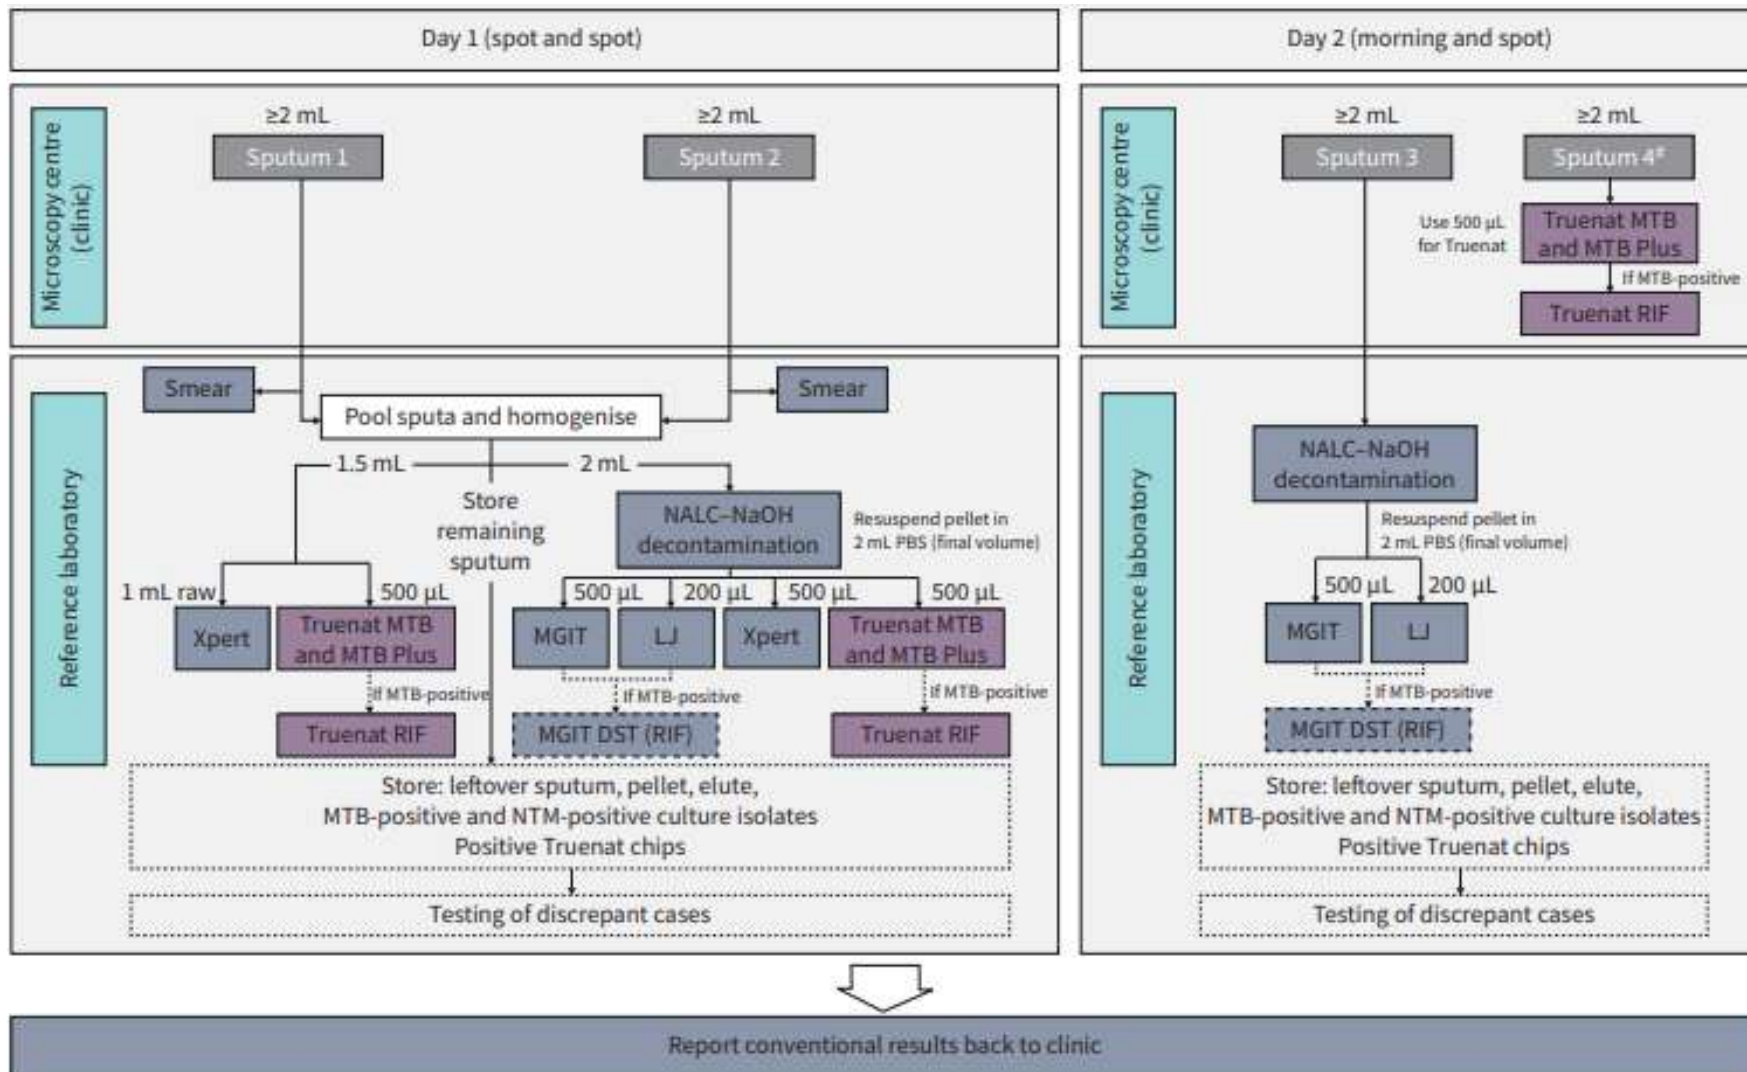 Day 1 (spot and spot)
Day 2 (morning and spot)
Microscopy centre
(clinic)
≥2 mL
Sputum 1
≥2 mL
Sputum 2
Microscopy centre
(clinic)
≥2 mL
Sputum 3
≥2 mL
Sputum 4#
Use 500 µL
for Truenat
Truenat MTB
and MTB Plus
If MTB-positive
Truenat RIF
Reference laboratory
Smear
Smear
Pool sputa and homogenise
1.5 mL
2 mL
Store
remaining
sputum
NALC–NaOH
decontamination
Resuspend pellet in
2 mL PBS (final volume)
1 mL raw
500 µL
500 µL
200 µL
500 µL
500 µL
Xpert
Truenat MTB
and MTB Plus
MGIT
LJ
Xpert
Truenat MTB
and MTB Plus
If MTB-positive
If MTB-positive
If MTB-positive
Truenat RIF
MGIT DST (RIF)
Truenat RIF
Store: leftover sputum, pellet, elute,
MTB-positive and NTM-positive culture isolates
Positive Truenat chips
Testing of discrepant cases
Reference laboratory
NALC–NaOH
decontamination
Resuspend pellet in
2 mL PBS (final volume)
500 µL
200 µL
MGIT
LJ
If MTB-positive
MGIT DST (RIF)
Store: leftover sputum, pellet, elute,
MTB-positive and NTM-positive culture isolates
Positive Truenat chips
Testing of discrepant cases
Report conventional results back to clinic